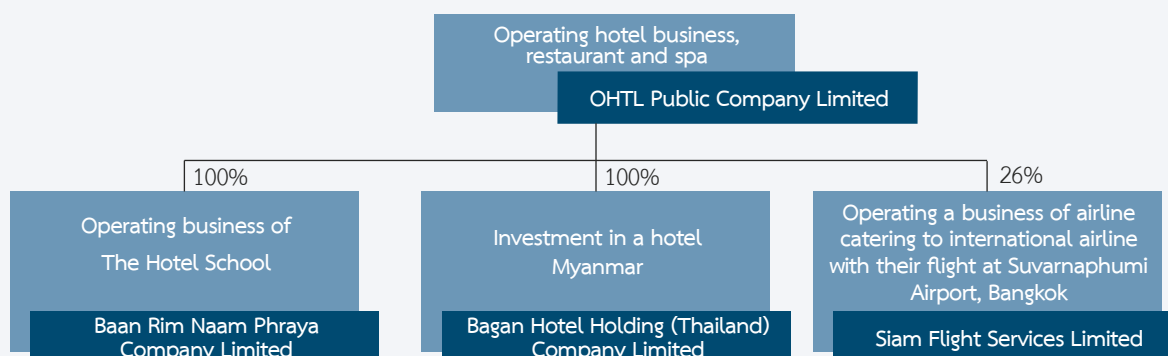 Operating hotel business,
restaurant and spa
OHTL Public Company Limited
100%
100%
26%
Operating business of
The Hotel School
Baan Rim Naam Phraya
Company Limited
Investment in a hotel
Myanmar
Bagan Hotel Holding (Thailand)
Company Limited
Operating a business of airline
catering to international airline
with their flight at Suvarnaphumi
Airport, Bangkok
Siam Flight Services Limited